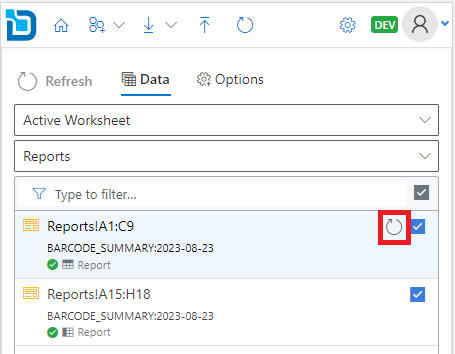 DEV
Refresh Data Options
Active Worksheet
Reports
Type to filter...
Reports!A1:C9
BARCODE_SUMMARY:2023-08-23
Report
Reports!A15:H18
BARCODE_SUMMARY:2023-08-23
Report